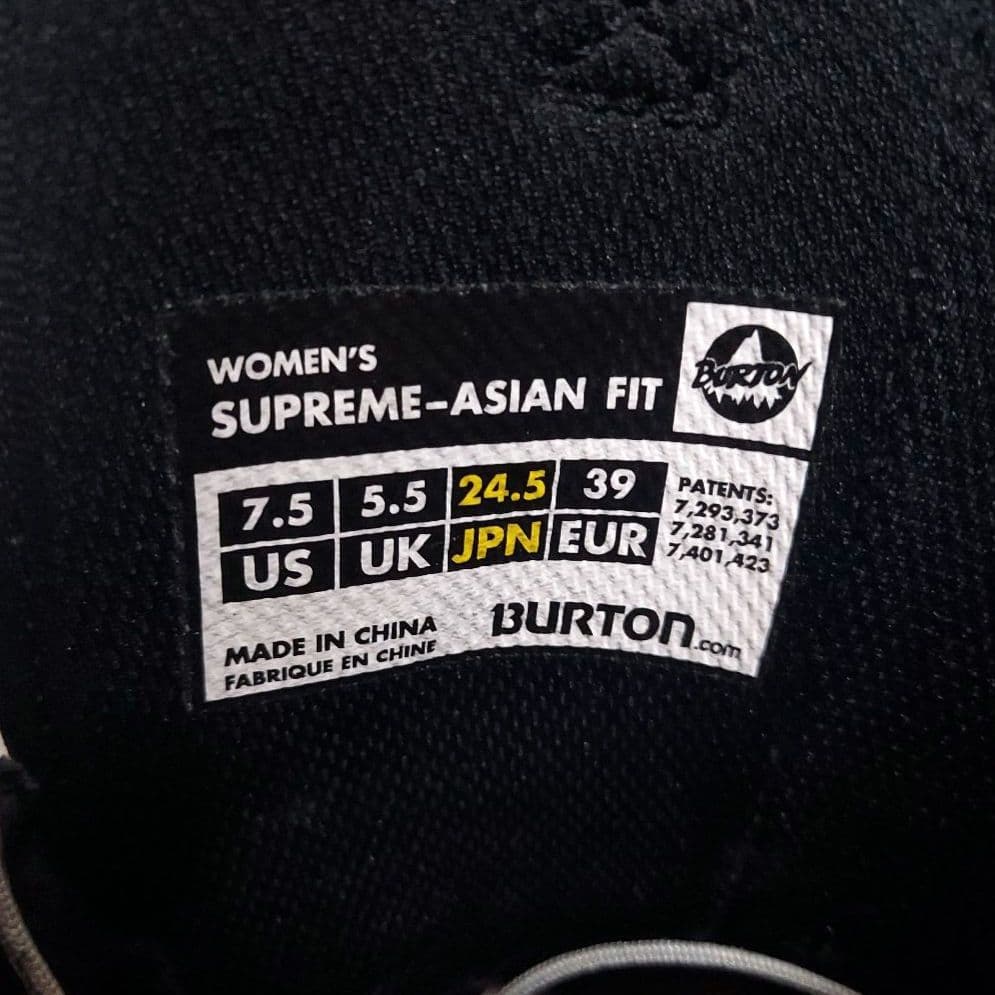 WOMEN'S
SUPREME-ASIAN FIT
BURTON
7.5 5.5 24.5 39
US UK JPN EUR
PATENTS:
7,293,373
7,281,341
7,401,423
MADE IN CHINA
FABRIQUE EN CHINE
BURTON.com